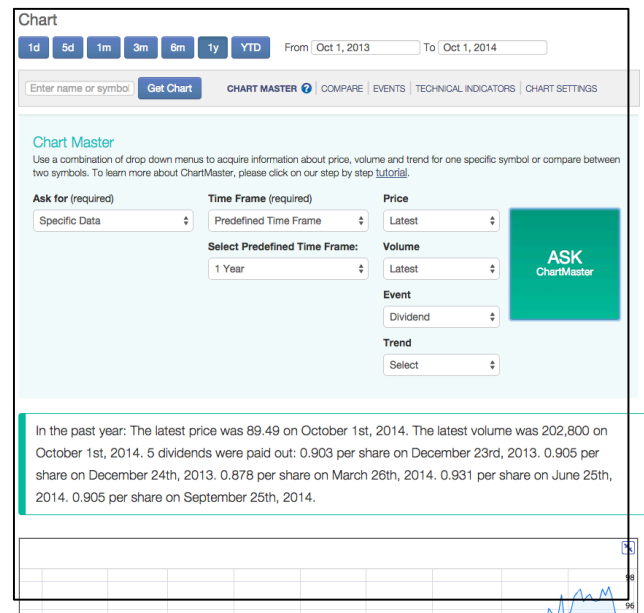 Chart
1d 5d 1m 3m 6m 1y YTD From Oct 1, 2013 To Oct 1, 2014
Enter name or symbol Get Chart CHART MASTER ? COMPARE EVENTS TECHNICAL INDICATORS CHART SETTINGS
Chart Master
Use a combination of drop down menus to acquire information about price, volume and trend for one specific symbol or compare between
two symbols. To learn more about ChartMaster, please click on our step by step tutorial.
Ask for (required) Time Frame (required) Price
Specific Data Predefined Time Frame Latest
Select Predefined Time Frame: Volume
1 Year Latest
ASK
ChartMaster
Event
Dividend
Trend
Select
In the past year: The latest price was 89.49 on October 1st, 2014. The latest volume was 202,800 on
October 1st, 2014. 5 dividends were paid out: 0.903 per share on December 23rd, 2013. 0.905 per
share on December 24th, 2013. 0.878 per share on March 26th, 2014. 0.931 per share on June 25th,
2014. 0.905 per share on September 25th, 2014.
98
96